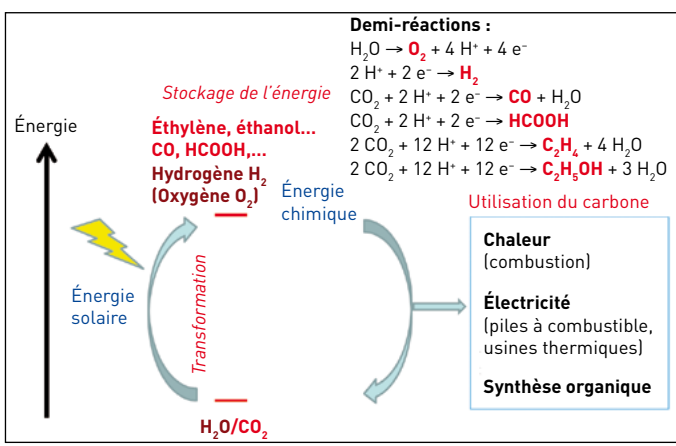 Demi-réactions :
H₂O → O₂ + 4 H⁺ + 4 e⁻
2 H⁺ + 2 e⁻ → H₂
CO₂ + 2 H⁺ + 2 e⁻ → CO + H₂O
CO₂ + 2 H⁺ + 2 e⁻ → HCOOH
2 CO₂ + 12 H⁺ + 12 e⁻ → C₂H₄ + 4 H₂O
2 CO₂ + 12 H⁺ + 12 e⁻ → C₂H₅OH + 3 H₂O
Stockage de l'énergie
Énergie
Éthylène, éthanol...
CO, HCOOH,...
Hydrogène H₂
(Oxygène O₂)
Énergie
chimique
Énergie
solaire
Transformation
H₂O/CO₂
Utilisation du carbone
Chaleur
(combustion)
Électricité
(piles à combustible,
usines thermiques)
Synthèse organique